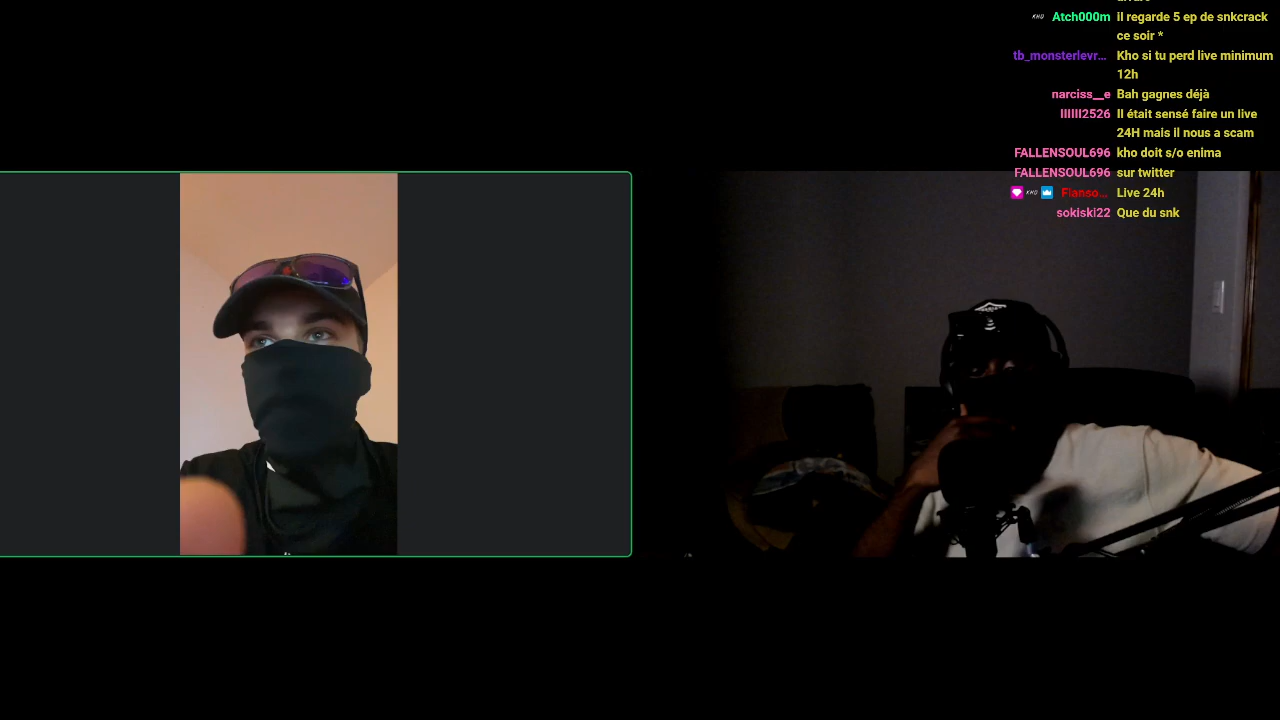 Atch000m il regarde 5 ep de snkcrack
ce soir *
tb_monsterlevr... Kho si tu perd live minimum
12h
narciss__e Bah gagnes déjà
llllll2526 Il était sensé faire un live
24H mais il nous a scam
FALLENSOUL696 kho doit s/o enima
FALLENSOUL696 sur twitter
Fianso... Live 24h
sokiski22 Que du snk